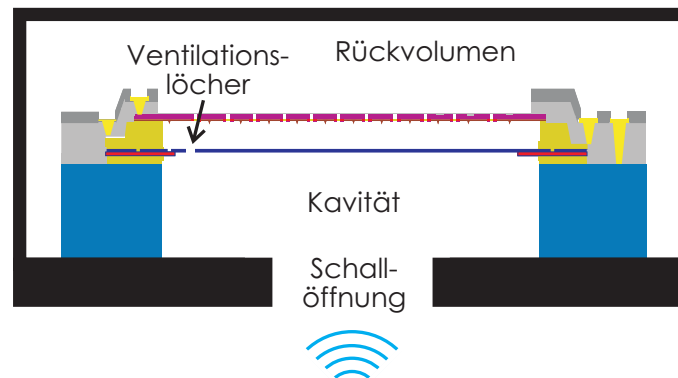 Ventilations-
löcher
Rückvolumen
Kavität
Schall-
öffnung